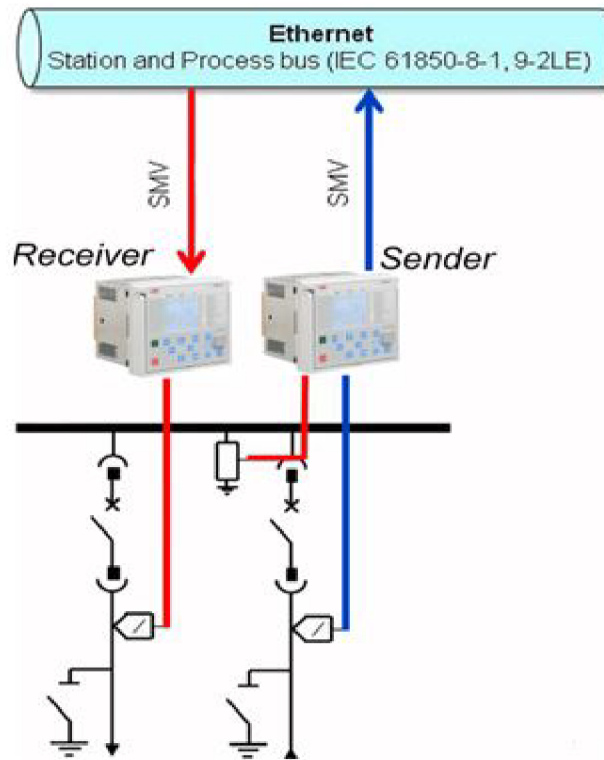 Ethernet
Station and Process bus (IEC 61850-8-1, 9-2LE)
SMV
SMV
Receiver
Sender